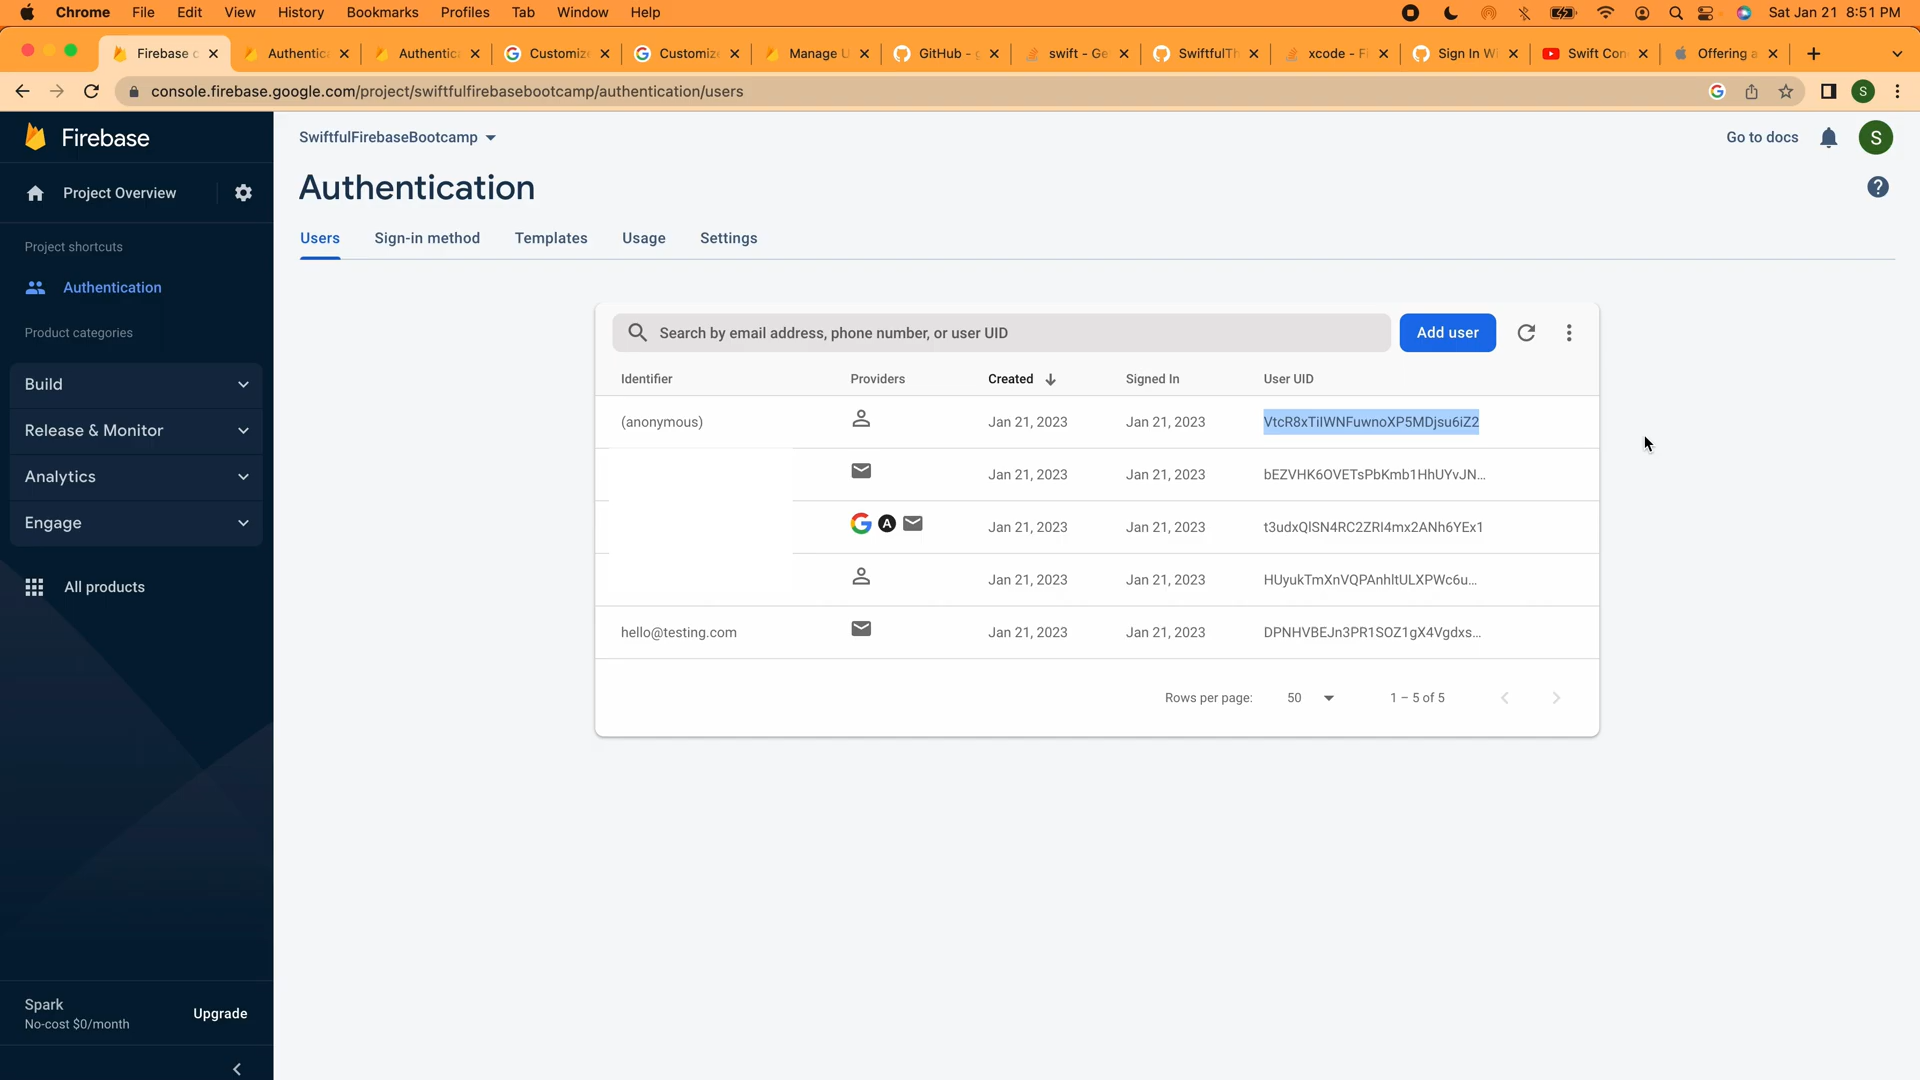 Chrome File Edit View History Bookmarks Profiles Tab Window Help Sat Jan 21 8:51 PM
Firebase c Authentic Authentic Customiz Customiz Manage U GitHub - g swift - Ge SwiftfulTh xcode - Fi Sign In Wi Swift Con Offering a
console.firebase.google.com/project/swiftfulfirebasebootcamp/authentication/users S
Firebase
SwiftfulFirebaseBootcamp
Go to docs
S
Project Overview
Authentication
Project shortcuts
Users Sign-in method Templates Usage Settings
Authentication
Product categories
Build
Release & Monitor
Analytics
Engage
All products
Search by email address, phone number, or user UID
Add user
Identifier Providers Created Signed In User UID
(anonymous) Jan 21, 2023 Jan 21, 2023 VtcR8xTiIWNFuwnoXP5MDjsu6iZ2
Jan 21, 2023 Jan 21, 2023 bEZVHK6OVETsPbKmb1HhUYvJN...
A Jan 21, 2023 Jan 21, 2023 t3udxQISN4RC2ZRI4mx2ANh6YEx1
Jan 21, 2023 Jan 21, 2023 HUyukTmXnVQPAnhltULXPWc6u...
hello@testing.com Jan 21, 2023 Jan 21, 2023 DPNHVBEJn3PR1SOZ1gX4Vgdxs...
Rows per page: 50 1 – 5 of 5
Spark
No-cost $0/month
Upgrade